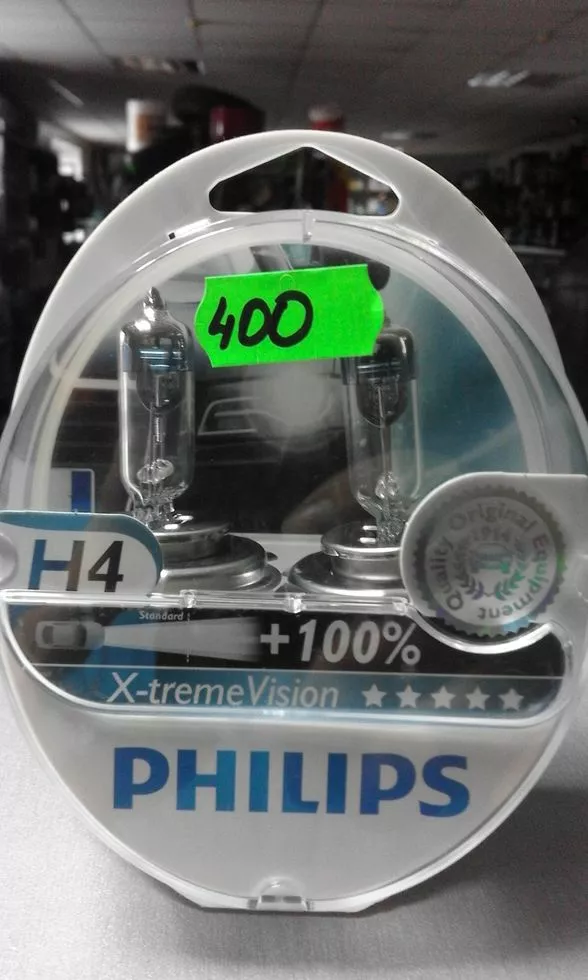 400
H4
Quality Original Equipment
Standard
+100%
X-tremeVision
PHILIPS